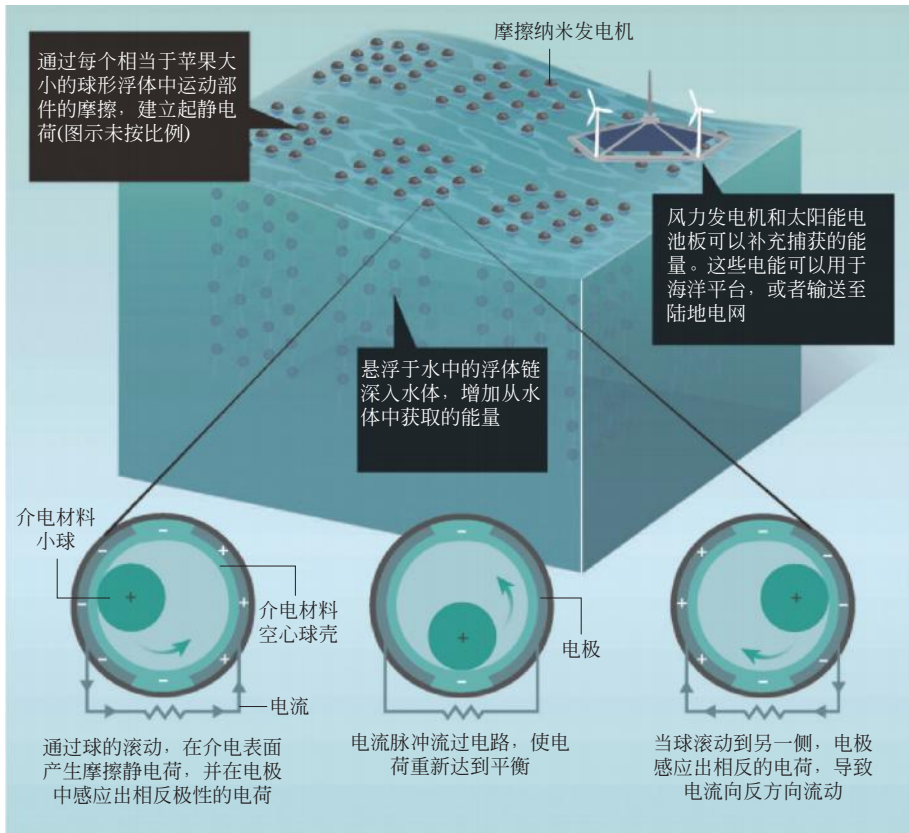 摩擦纳米发电机
通过每个相当于苹果大
小的球形浮体中运动部
件的摩擦，建立起静电
荷(图示未按比例)
风力发电机和太阳能电
池板可以补充捕获的能
量。这些电能可以用于
海洋平台，或者输送至
陆地电网
悬浮于水中的浮体链
深入水体，增加从水
体中获取的能量
介电材料
小球
介电材料
空心球壳
电流
电极
通过球的滚动，在介电表面
产生摩擦静电荷，并在电极
中感应出相反极性的电荷
电流脉冲流过电路，使电
荷重新达到平衡
当球滚动到另一侧，电极
感应出相反的电荷，导致
电流向反方向流动